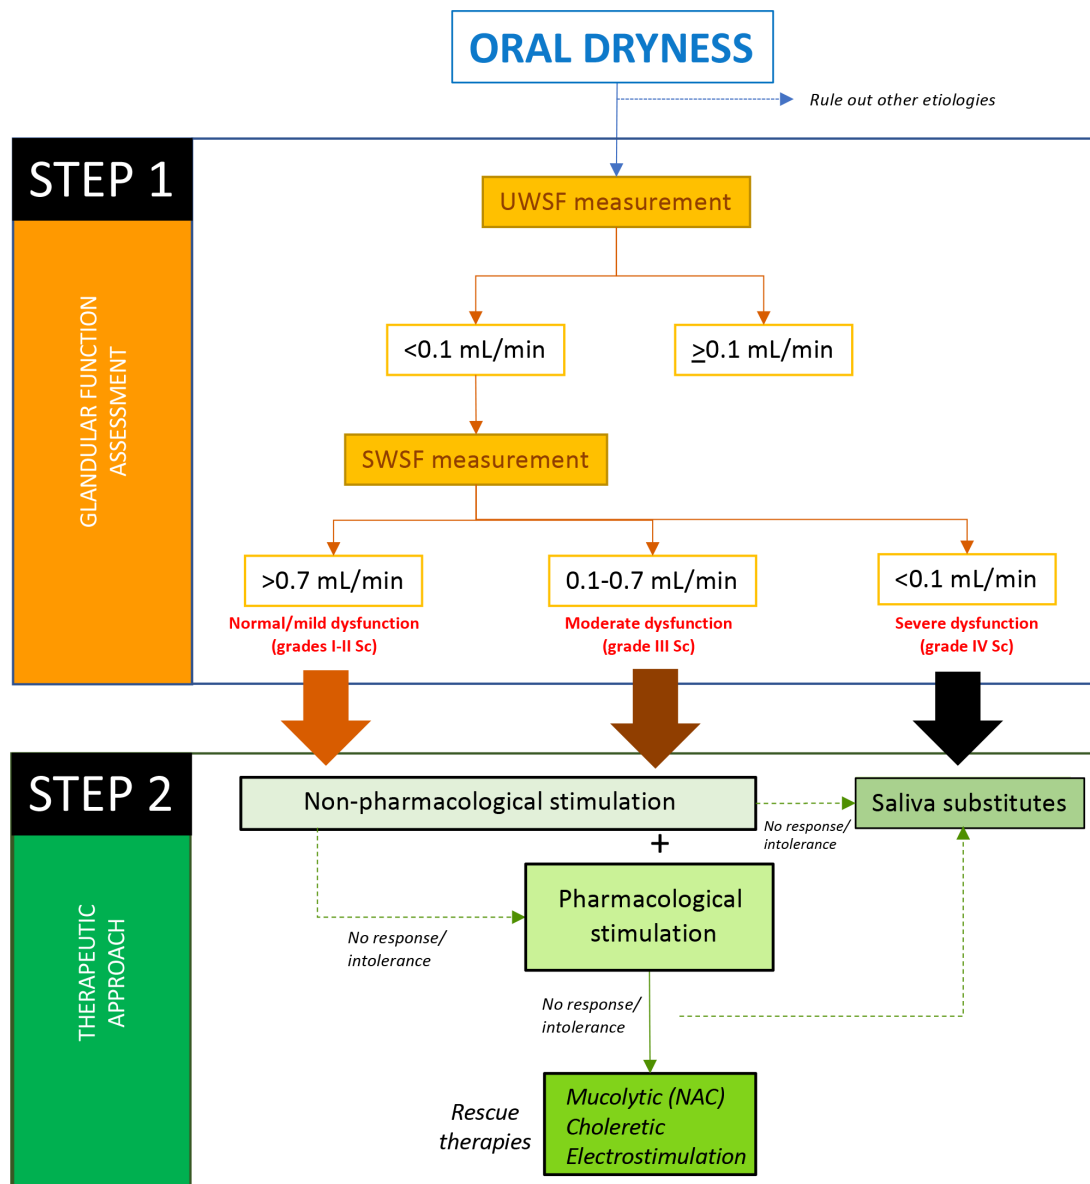 ORAL DRYNESS
Rule out other etiologies
STEP 1
GLANDULAR FUNCTION
ASSESSMENT
UWSF measurement
<0.1 mL/min
≥0.1 mL/min
SWSF measurement
>0.7 mL/min
0.1-0.7 mL/min
<0.1 mL/min
Normal/mild dysfunction
(grades I-II Sc)
Moderate dysfunction
(grade III Sc)
Severe dysfunction
(grade IV Sc)
STEP 2
THERAPEUTIC
APPROACH
Non-pharmacological stimulation
Saliva substitutes
No response/
intolerance
+
Pharmacological
stimulation
No response/
intolerance
No response/
intolerance
Rescue
therapies
Mucolytic (NAC)
Choleretic
Electrostimulation